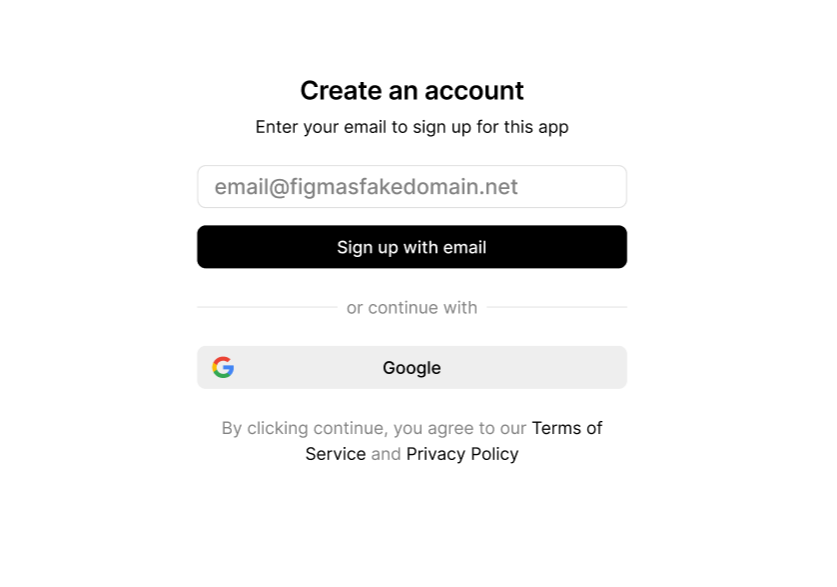 Create an account
Enter your email to sign up for this app
email@figmasfakedomain.net
Sign up with email
or continue with
Google
By clicking continue, you agree to our Terms of
Service and Privacy Policy